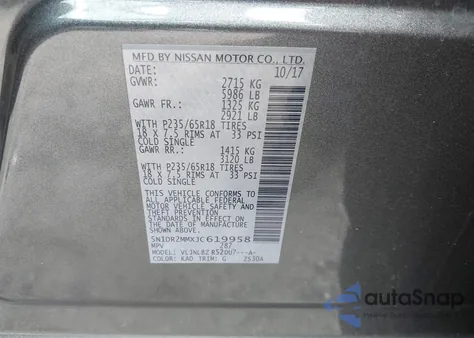 MFD BY NISSAN MOTOR CO., LTD.
DATE: 10/17
GVWR: 2715 KG
5986 LB
GAWR FR: 1325 KG
2921 LB
WITH P235/65R18 TIRES
18 X 7.5 RIMS AT 33 PSI
COLD SINGLE
GAWR RR: 1415 KG
3120 LB
WITH P235/65R18 TIRES
18 X 7.5 RIMS AT 33 PSI
COLD SINGLE
THIS VEHICLE CONFORMS TO
ALL APPLICABLE FEDERAL
MOTOR VEHICLE SAFETY AND
THEFT PREVENTION
STANDARDS IN EFFECT ON
THE DATE OF MANUFACTURE
SHOWN ABOVE.
5N1DR2MMXJC619958
MPV 787
MODEL:
COLOR: KAD TRIM: G
autoSnap